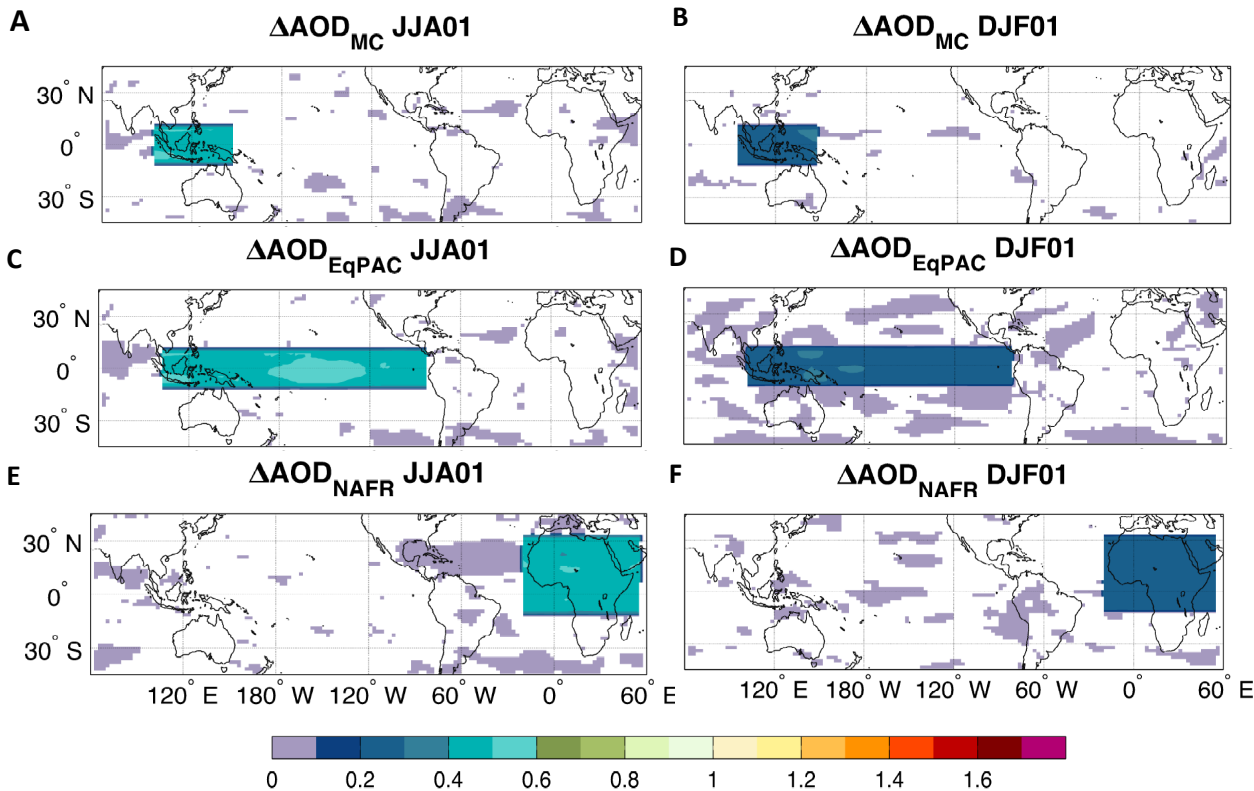 A
ΔAOD_MC JJA01
B
ΔAOD_MC DJF01
30° N
0°
30° S
C
ΔAOD_EqPAC JJA01
D
ΔAOD_EqPAC DJF01
30° N
0°
30° S
E
ΔAOD_NAFR JJA01
F
ΔAOD_NAFR DJF01
30° N
0°
30° S
120° E 180° W 120° W 60° W 0° 60° E
120° E 180° W 120° W 60° W 0° 60° E
0 0.2 0.4 0.6 0.8 1 1.2 1.4 1.6